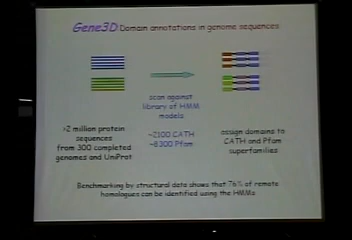 Gene3D Domain annotations in genome sequences
scan against
library of HMM
models
>2 million protein
sequences
from 300 completed
genomes and UniProt
~2100 CATH
~8300 Pfam
assign domains to
CATH and Pfam
superfamilies
Benchmarking by structural data shows that 76% of remote
homologues can be identified using the HMMs